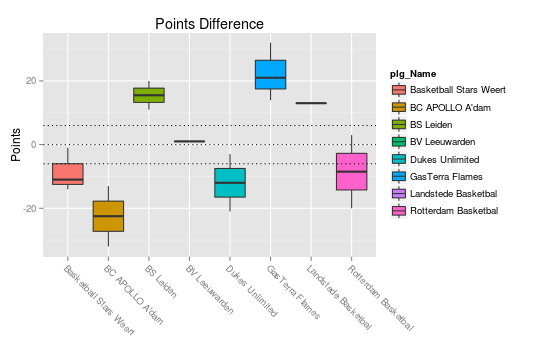 Points Difference
Points
20
0
-20
Basketball Stars Weert
BC APOLLO A'dam
BS Leiden
BV Leeuwarden
Dukes Unlimited
GasTerra Flames
Landstede Basketbal
Rotterdam Basketbal
plg_Name
Basketball Stars Weert
BC APOLLO A'dam
BS Leiden
BV Leeuwarden
Dukes Unlimited
GasTerra Flames
Landstede Basketbal
Rotterdam Basketbal